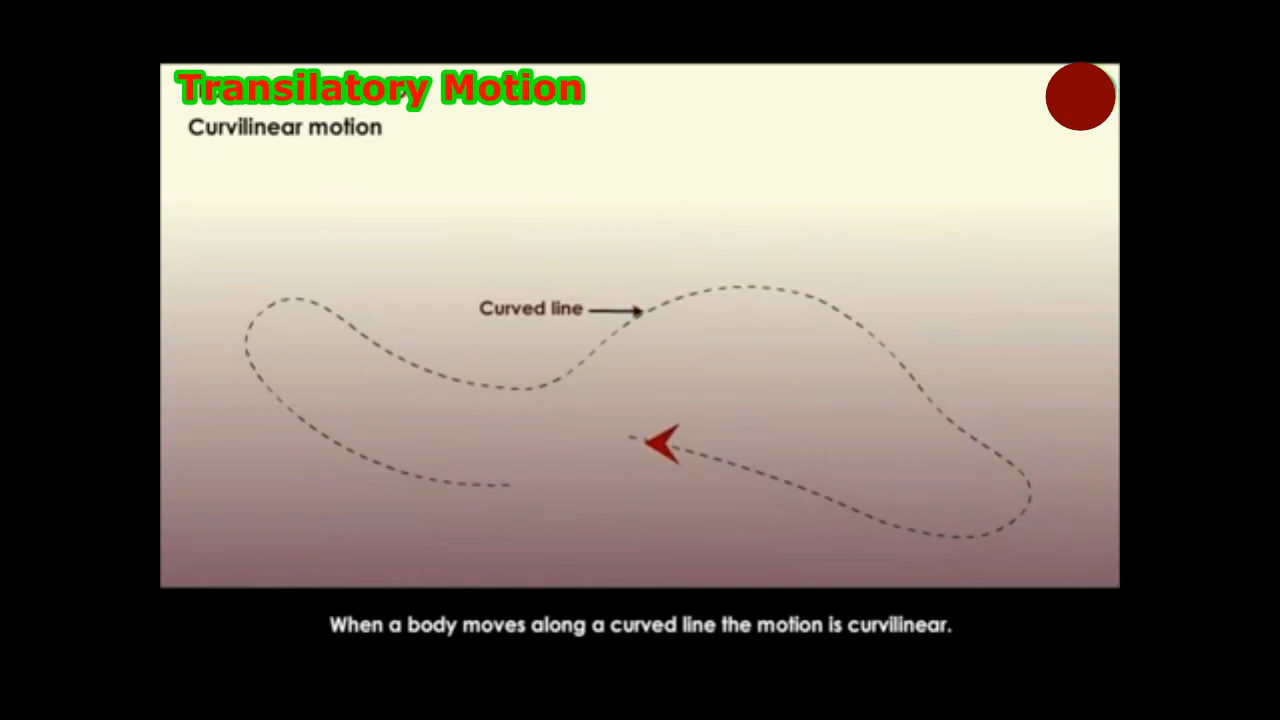 Transilatory Motion
Curvilinear motion
Curved line
When a body moves along a curved line the motion is curvilinear.